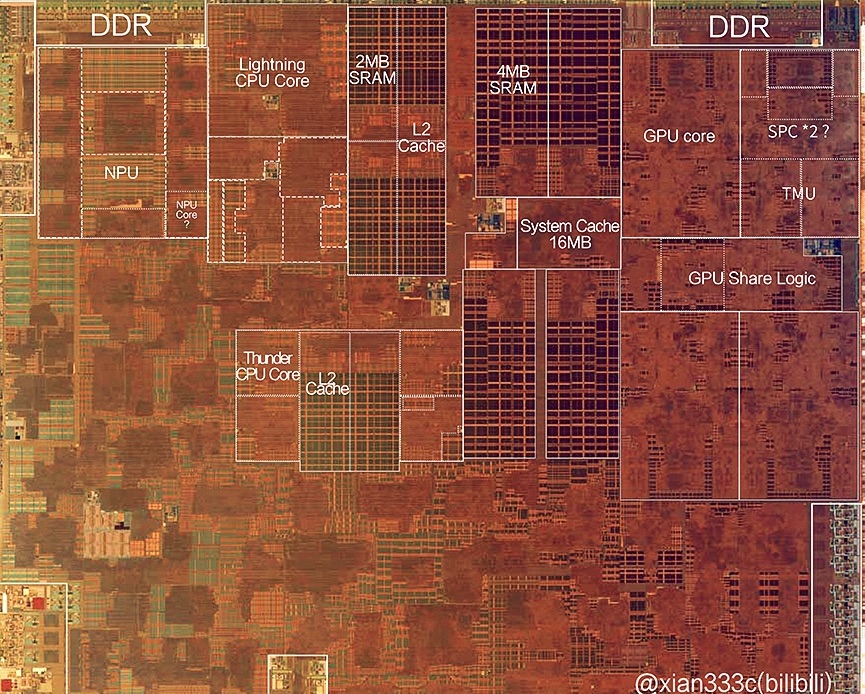 DDR
DDR
Lightning
CPU Core
2MB
SRAM
4MB
SRAM
L2
Cache
GPU core
SPC *2 ?
NPU
NPU
Core
?
TMU
System Cache
16MB
GPU Share Logic
Thunder
CPU Core
L2
Cache
@xian333c(bilibili)